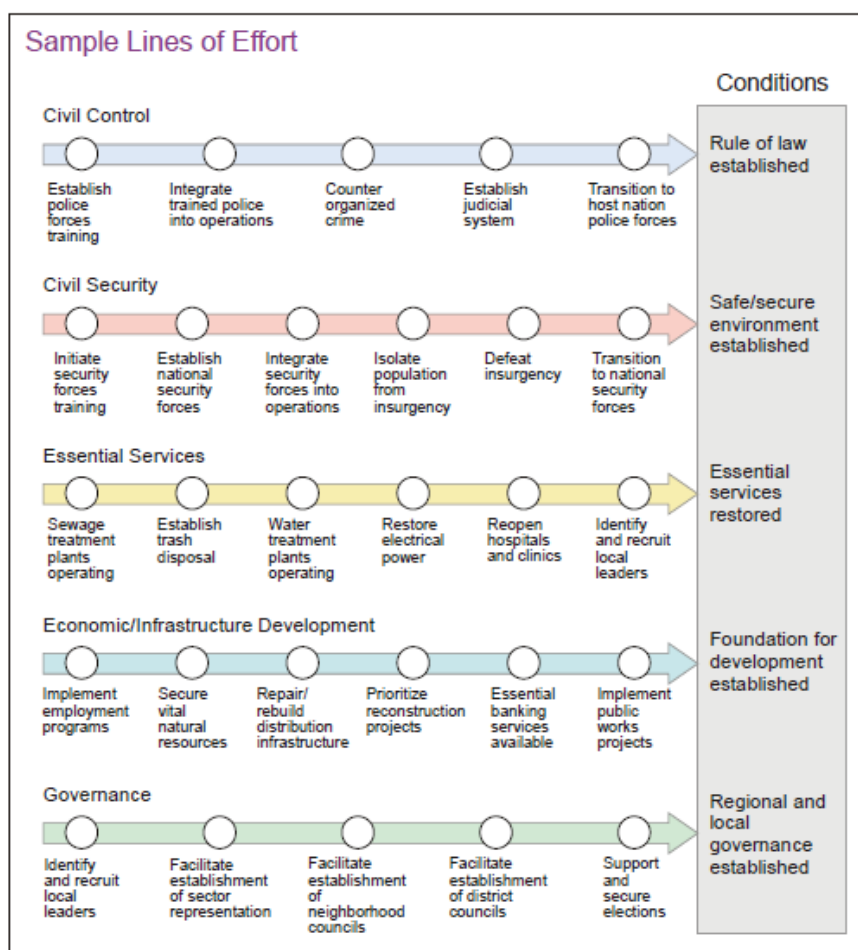 Sample Lines of Effort
Conditions
Civil Control
Establish
police
forces
training
Integrate
trained police
into operations
Counter
organized
crime
Establish
judicial
system
Transition to
host nation
police forces
Rule of law
established
Civil Security
Initiate
security
forces
training
Establish
national
security
forces
Integrate
security
forces into
operations
Isolate
population
from
insurgency
Defeat
insurgency
Transition
to national
security
forces
Safe/secure
environment
established
Essential Services
Sewage
treatment
plants
operating
Establish
trash
disposal
Water
treatment
plants
operating
Restore
electrical
power
Reopen
hospitals
and clinics
Identify
and recruit
local
leaders
Essential
services
restored
Economic/Infrastructure Development
Implement
employment
programs
Secure
vital
natural
resources
Repair/
rebuild
distribution
infrastructure
Prioritize
reconstruction
projects
Essential
banking
services
available
Implement
public
works
projects
Foundation for
development
established
Governance
Identify
and recruit
local
leaders
Facilitate
establishment
of sector
representation
Facilitate
establishment
of
neighborhood
councils
Facilitate
establishment
of district
councils
Support
and
secure
elections
Regional and
local
governance
established